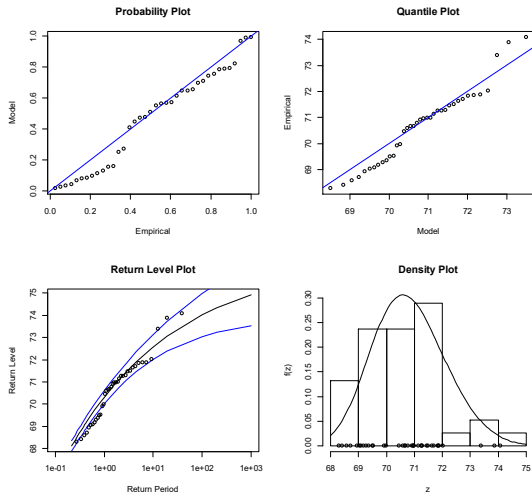 Probability Plot
Model
0.0 0.2 0.4 0.6 0.8 1.0
0.0 0.2 0.4 0.6 0.8 1.0
Empirical
Quantile Plot
Empirical
69 70 71 72 73 74
69 70 71 72 73
Model
Return Level Plot
Return Level
68 69 70 71 72 73 74 75
1e-01 1e+00 1e+01 1e+02 1e+03
Return Period
Density Plot
f(z)
0.00 0.05 0.10 0.15 0.20 0.25 0.30
68 69 70 71 72 73 74 75
z